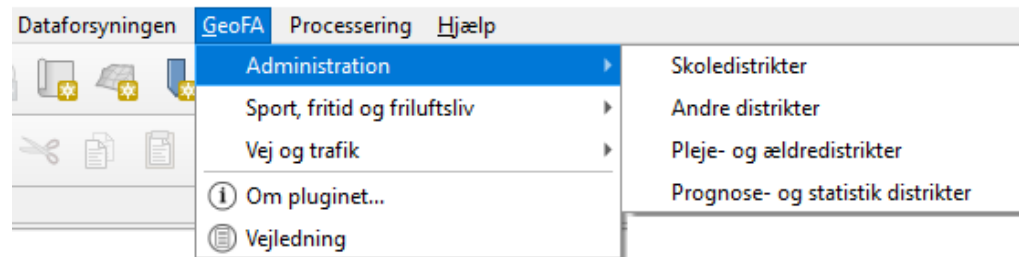 Dataforsyningen GeoFA Processering Hjælp
Administration
Sport, fritid og friluftsliv
Vej og trafik
Om pluginet...
Vejledning
Skoledistrikter
Andre distrikter
Pleje- og ældredistrikter
Prognose- og statistik distrikter